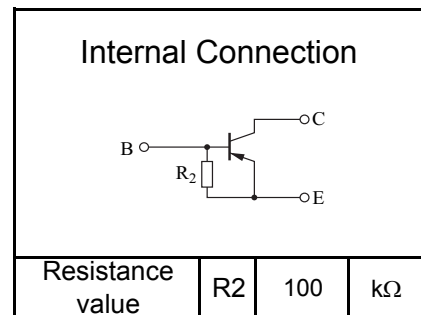 Internal Connection
C
B
R2
E
Resistance
value
R2
100
kΩ